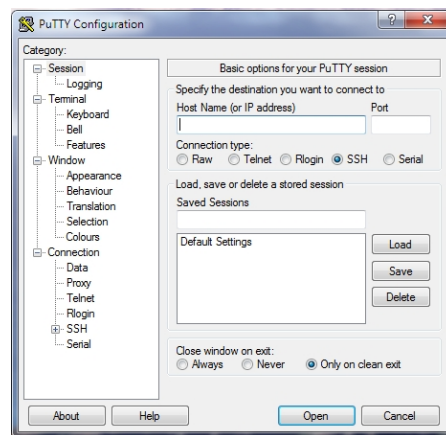 PuTTY Configuration
?
X
Category:
Session
Logging
Terminal
Keyboard
Bell
Features
Window
Appearance
Behaviour
Translation
Selection
Colours
Connection
Data
Proxy
Telnet
Rlogin
SSH
Serial
Basic options for your PuTTY session
Specify the destination you want to connect to
Host Name (or IP address) Port
Connection type:
Raw Telnet Rlogin SSH Serial
Load, save or delete a stored session
Saved Sessions
Default Settings
Load
Save
Delete
Close window on exit:
Always Never Only on clean exit
About Help Open Cancel